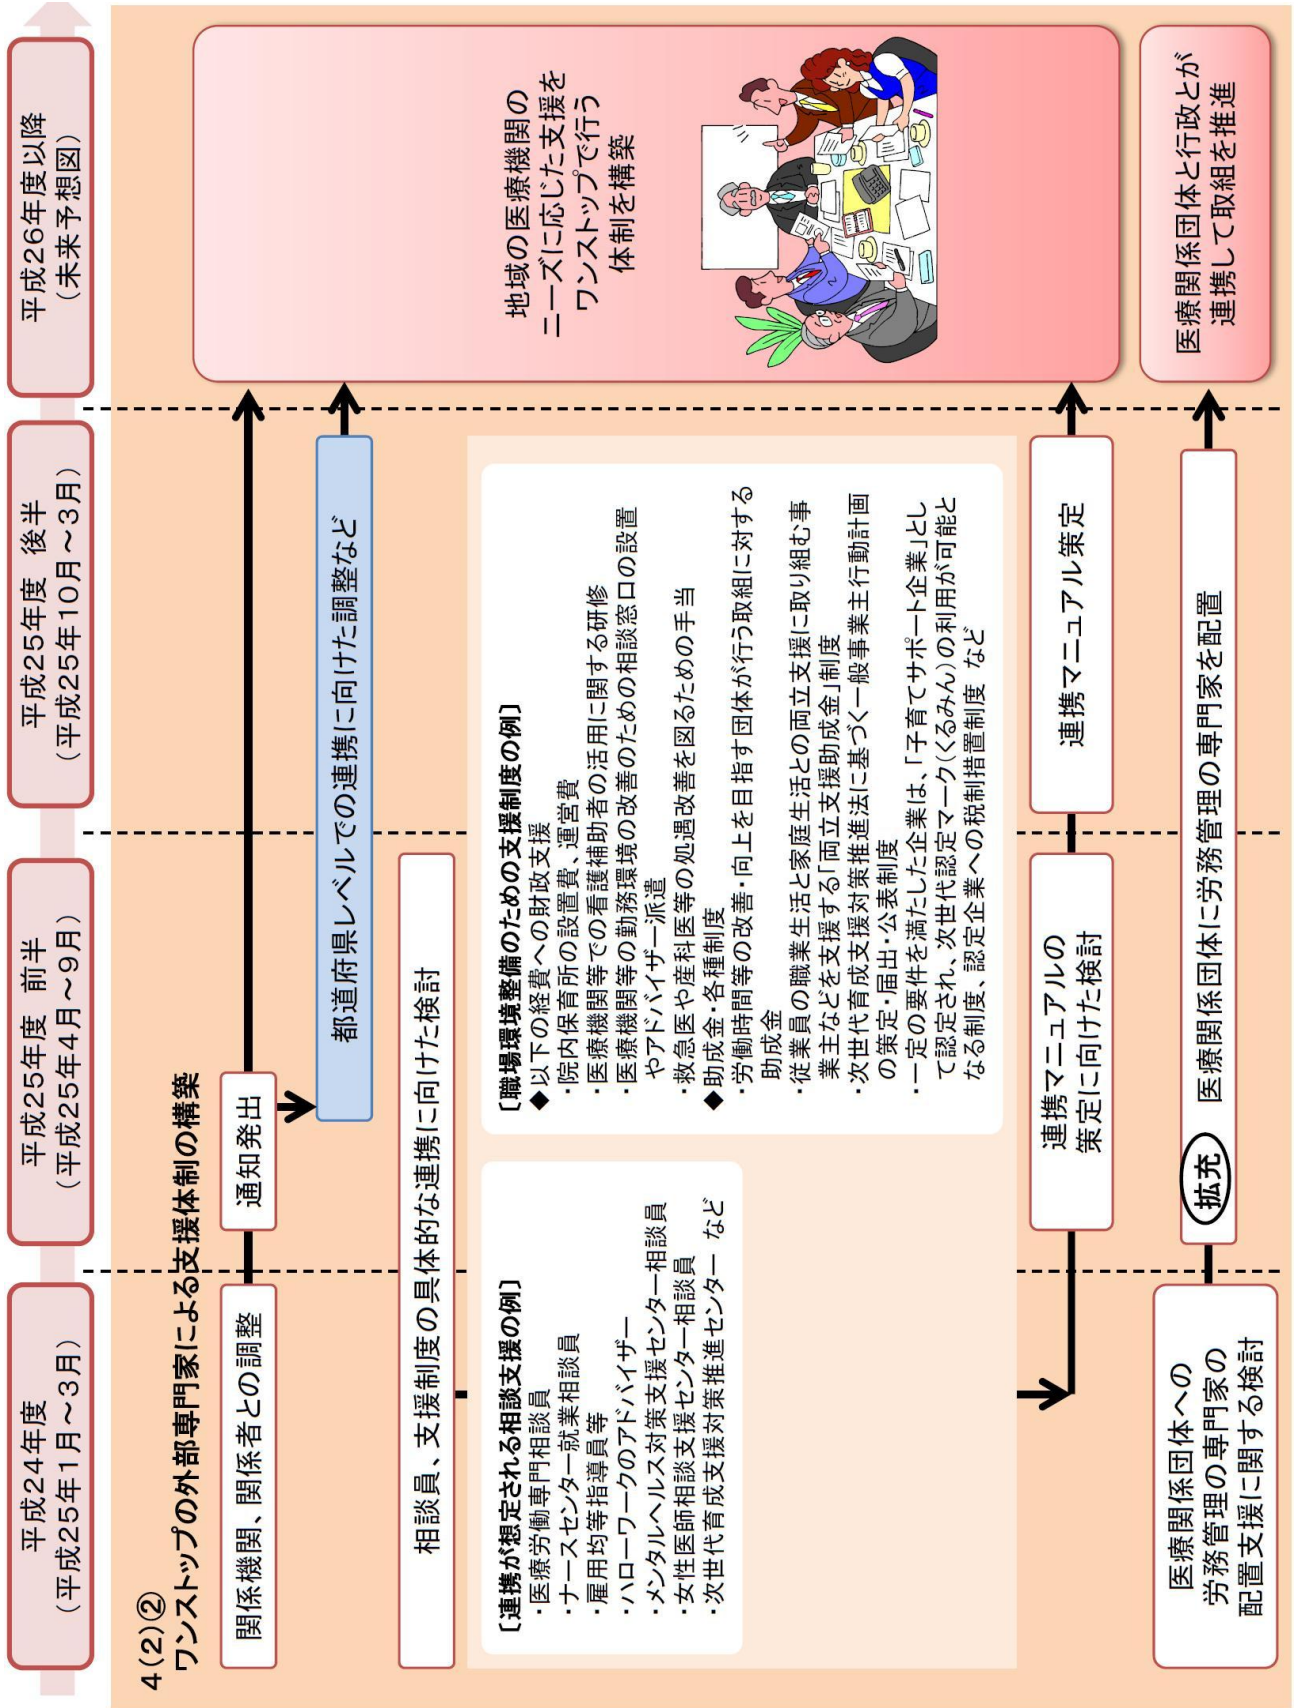 平成24年度
（平成25年1月～3月）
平成25年度 前半
（平成25年4月～9月）
平成25年度 後半
（平成25年10月～3月）
平成26年度以降
（未来予想図）
4(2)②
ワンストップの外部専門家による支援体制の構築
関係機関、関係者との調整
通知発出
都道府県レベルでの連携に向けた調整など
相談員、支援制度の具体的な連携に向けた検討
［連携が想定される相談支援の例］
・医療労働専門相談員
・ナースセンター就業相談員
・雇用均等指導員等
・ハローワークのアドバイザー
・メンタルヘルス対策支援センター相談員
・女性医師相談支援センター相談員
・次世代育成支援対策推進センター など
［職場環境整備のための支援制度の例］
◆以下の経費への財政支援
・院内保育所の設置費、運営費
・医療機関等での看護補助者の活用に関する研修
・医療機関等の勤務環境の改善のための相談窓口の設置
やアドバイザー派遣
・救急医や産科医等の処遇改善を図るための手当
◆助成金・各種制度
・労働時間等の改善・向上を目指す団体が行う取組に対する
助成金
・従業員の職業生活と家庭生活との両立支援に取り組む事
業主などを支援する「両立支援助成金」制度
・次世代育成支援対策推進法に基づく一般事業主行動計画
の策定・届出・公表制度
・一定の要件を満たした企業は、「子育てサポート企業」とし
て認定され、次世代認定マーク（くるみん）の利用が可能と
なる制度、認定企業への税制措置制度 など
連携マニュアルの
策定に向けた検討
連携マニュアル策定
医療関係団体への
労務管理の専門家の
配置支援に関する検討
拡充
医療関係団体に労務管理の専門家を配置
地域の医療機関の
ニーズに応じた支援を
ワンストップで行う
体制を構築
医療関係団体と行政とが
連携して取組を推進